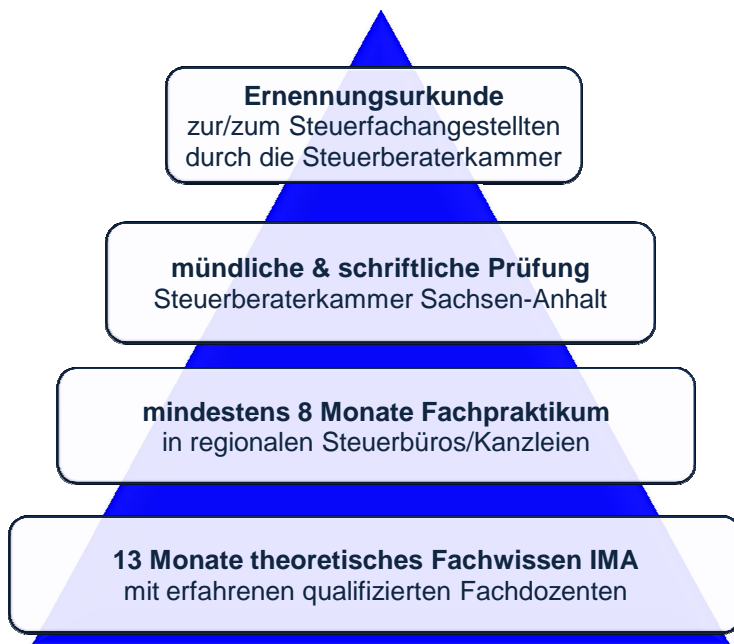 Ernennungsurkunde
zur/zum Steuerfachangestellten
durch die Steuerberaterkammer
mündliche & schriftliche Prüfung
Steuerberaterkammer Sachsen-Anhalt
mindestens 8 Monate Fachpraktikum
in regionalen Steuerbüros/Kanzleien
13 Monate theoretisches Fachwissen IMA
mit erfahrenen qualifizierten Fachdozenten